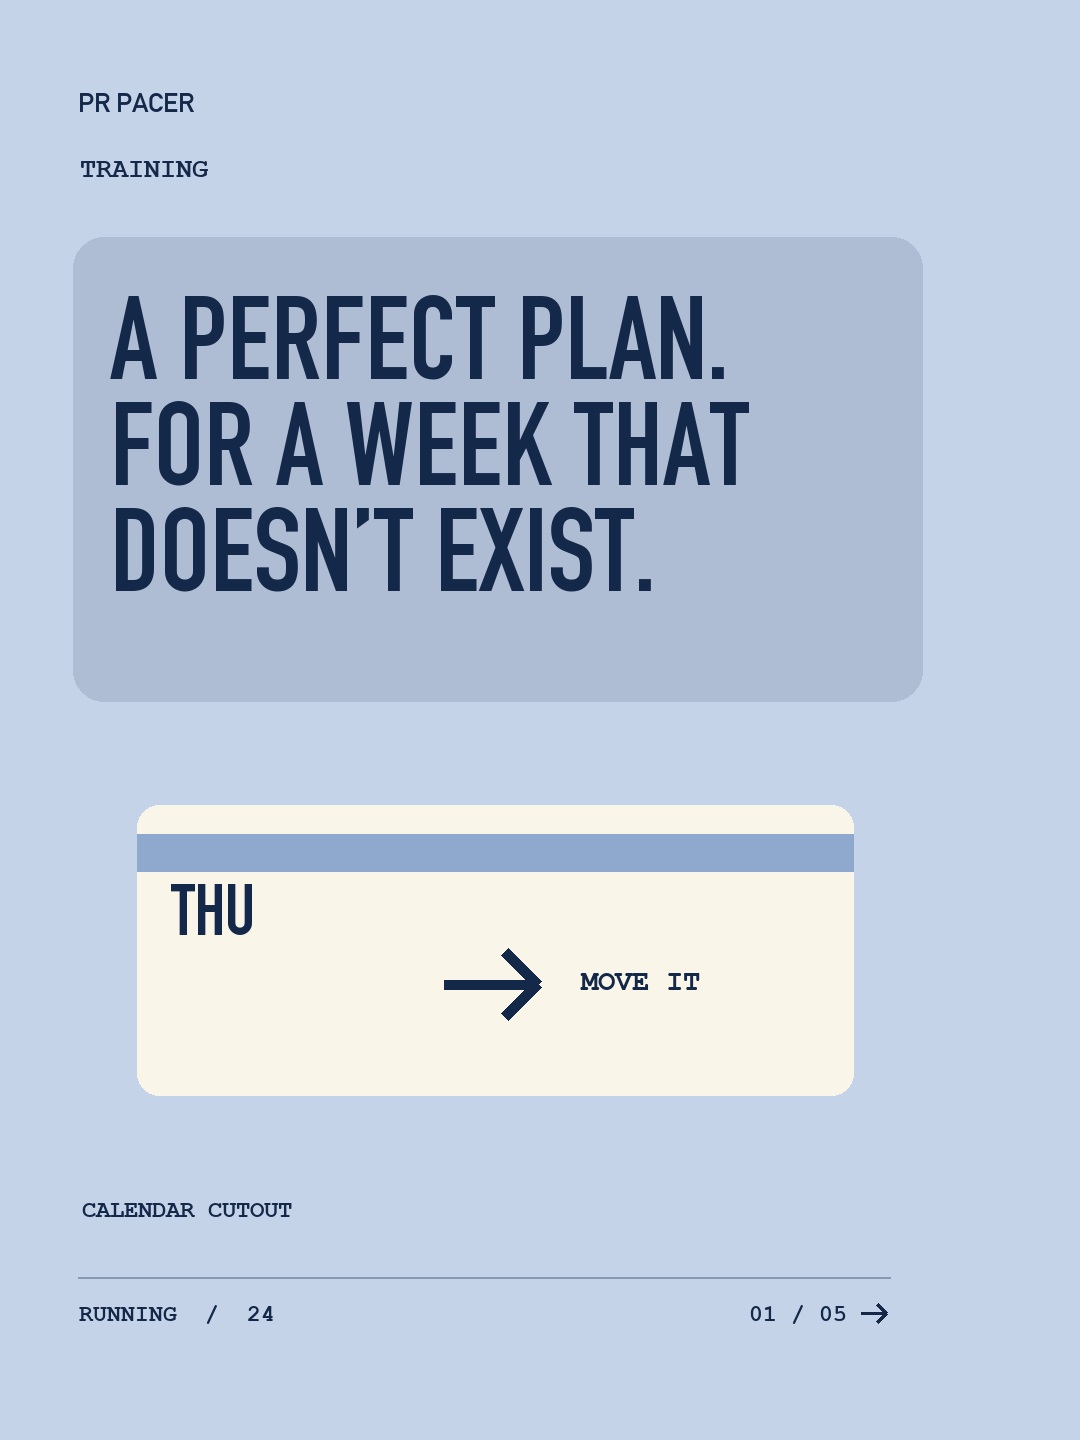 PR PACER
TRAINING
A PERFECT PLAN.
FOR A WEEK THAT
DOESN’T EXIST.
THU
MOVE IT
CALENDAR CUTOUT
RUNNING / 24
01 / 05